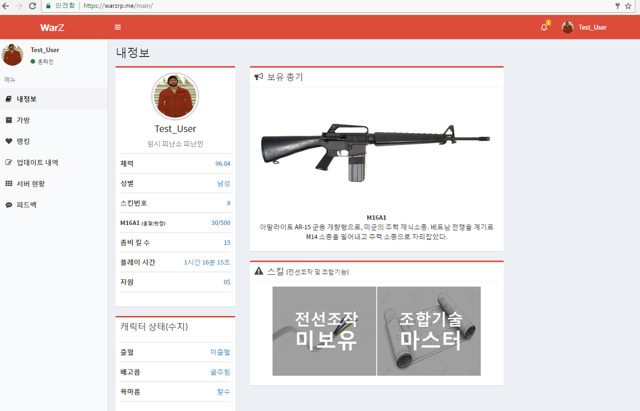 안전함 https://warzrp.me/main/
WarZ
8
Test_User
Test_User
온라인
메뉴
내정보
가방
랭킹
업데이트 내역
서버 현황
피드백
내정보
Test_User
임시 피난소 피난민
체력 96.04
성별 남성
스킨번호 8
M16A1 (총알/탄창) 30/500
좀비 킬 수 15
플레이 시간 1시간 16분 15초
자원 0$
캐릭터 상태(수치)
출혈 미출혈
배고픔 굶주림
목마름 탈수
보유 총기
M16A1
아말라이트 AR-15 군용 개량형으로, 미군의 주력 제식소총. 베트남 전쟁을 계기로
M14 소총을 밀어내고 주력 소총으로 자리잡았다.
스킬 (전선조작 및 조합기능)
전선조작
미보유
조합기술
마스터